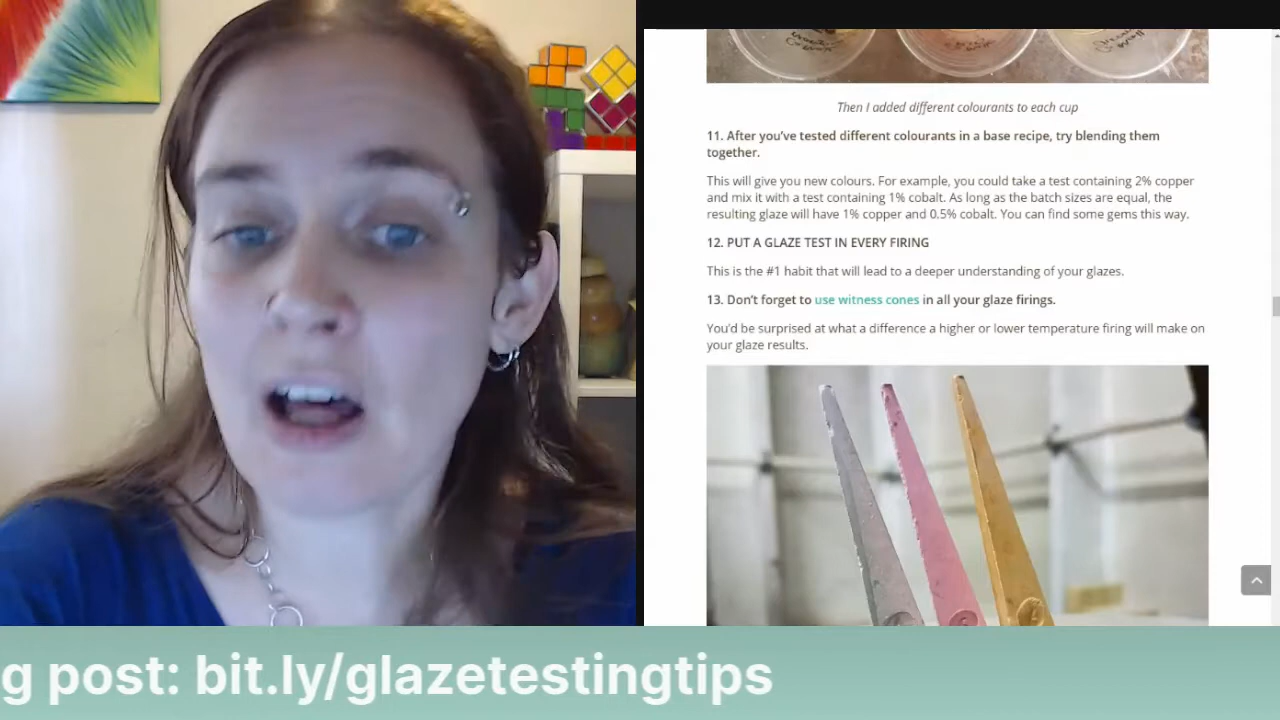 Then I added different colourants to each cup
11. After you've tested different colourants in a base recipe, try blending them
together.
This will give you new colours. For example, you could take a test containing 2% copper
and mix it with a test containing 1% cobalt. As long as the batch sizes are equal, the
resulting glaze will have 1% copper and 0.5% cobalt. You can find some gems this way.
12. PUT A GLAZE TEST IN EVERY FIRING
This is the #1 habit that will lead to a deeper understanding of your glazes.
13. Don't forget to use witness cones in all your glaze firings.
You'd be surprised at what a difference a higher or lower temperature firing will make on
your glaze results.
g post: bit.ly/glazetestingtips